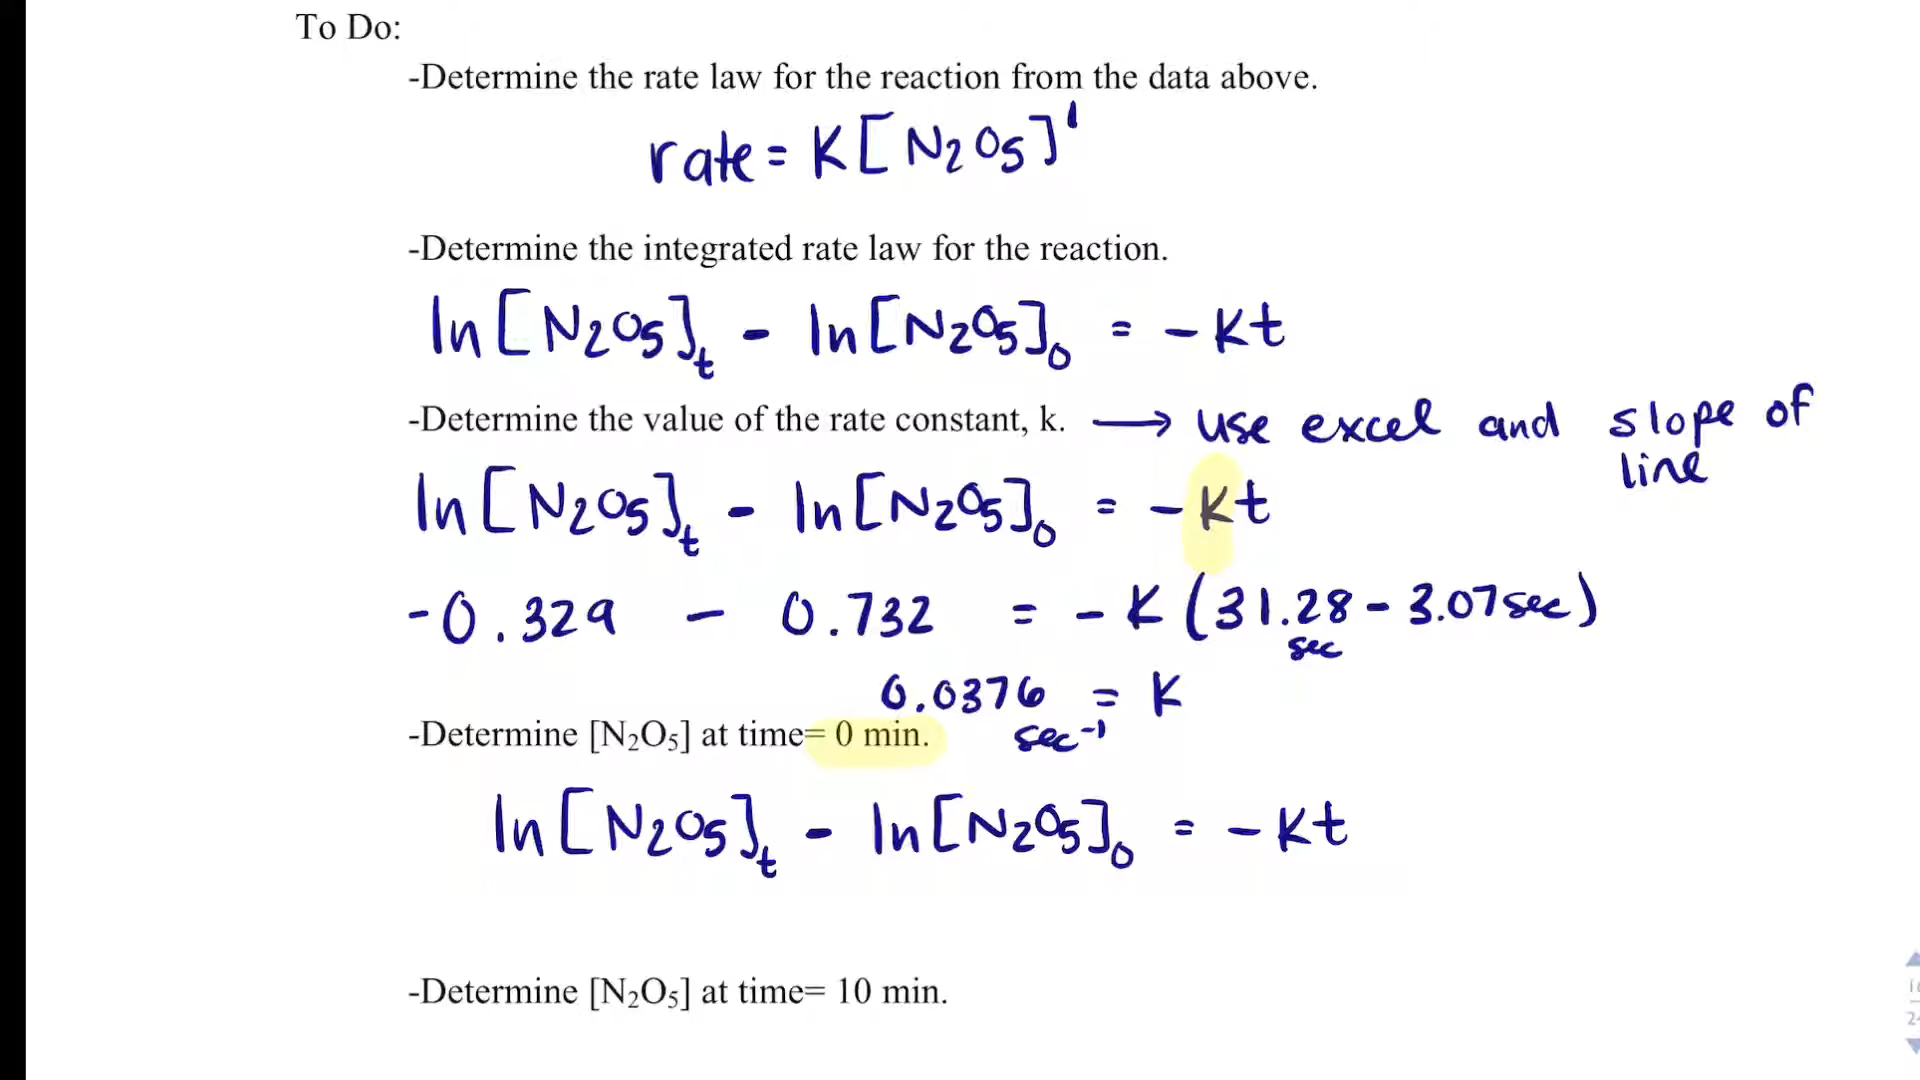 To Do:
-Determine the rate law for the reaction from the data above.
rate = K[N₂O₅]¹
-Determine the integrated rate law for the reaction.
ln[N₂O₅]ₜ - ln[N₂O₅]₀ = -Kt
-Determine the value of the rate constant, k. → use excel and slope of line
ln[N₂O₅]ₜ - ln[N₂O₅]₀ = -Kt
-0.329 - 0.732 = -K(31.28 sec - 3.07sec)
0.0376 sec⁻¹ = K
-Determine [N₂O₅] at time= 0 min.
ln[N₂O₅]ₜ - ln[N₂O₅]₀ = -Kt
-Determine [N₂O₅] at time= 10 min.